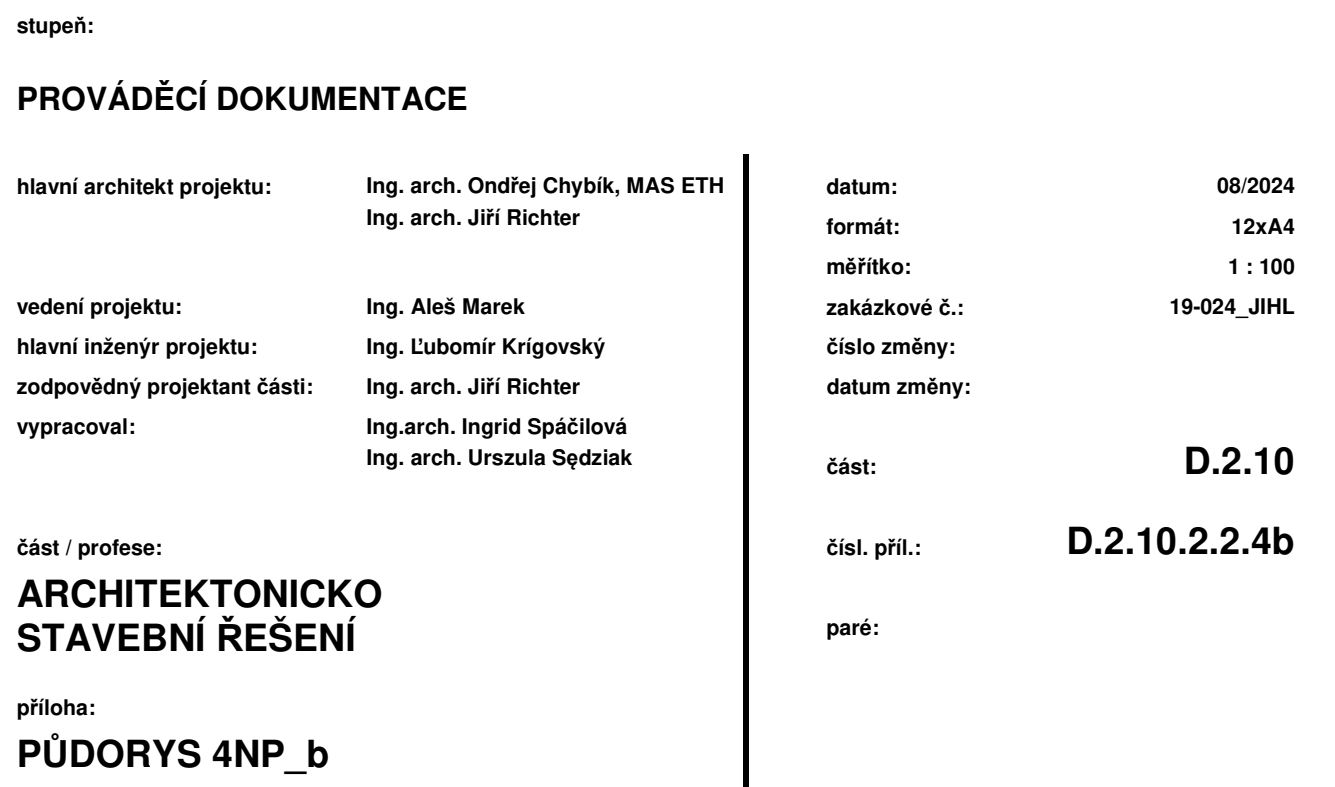 stupeň:
PROVÁDĚCÍ DOKUMENTACE
hlavní architekt projektu: Ing. arch. Ondřej Chybík, MAS ETH
Ing. arch. Jiří Richter
vedení projektu: Ing. Aleš Marek
hlavní inženýr projektu: Ing. Ľubomír Krígovský
zodpovědný projektant části: Ing. arch. Jiří Richter
vypracoval: Ing.arch. Ingrid Spáčilová
Ing. arch. Urszula Sędziak
část / profese:
ARCHITEKTONICKO
STAVEBNÍ ŘEŠENÍ
příloha:
PŮDORYS 4NP_b
datum: 08/2024
formát: 12xA4
měřítko: 1 : 100
zakázkové č.: 19-024_JIHL
číslo změny:
datum změny:
část: D.2.10
čísl. příl.: D.2.10.2.2.4b
paré: